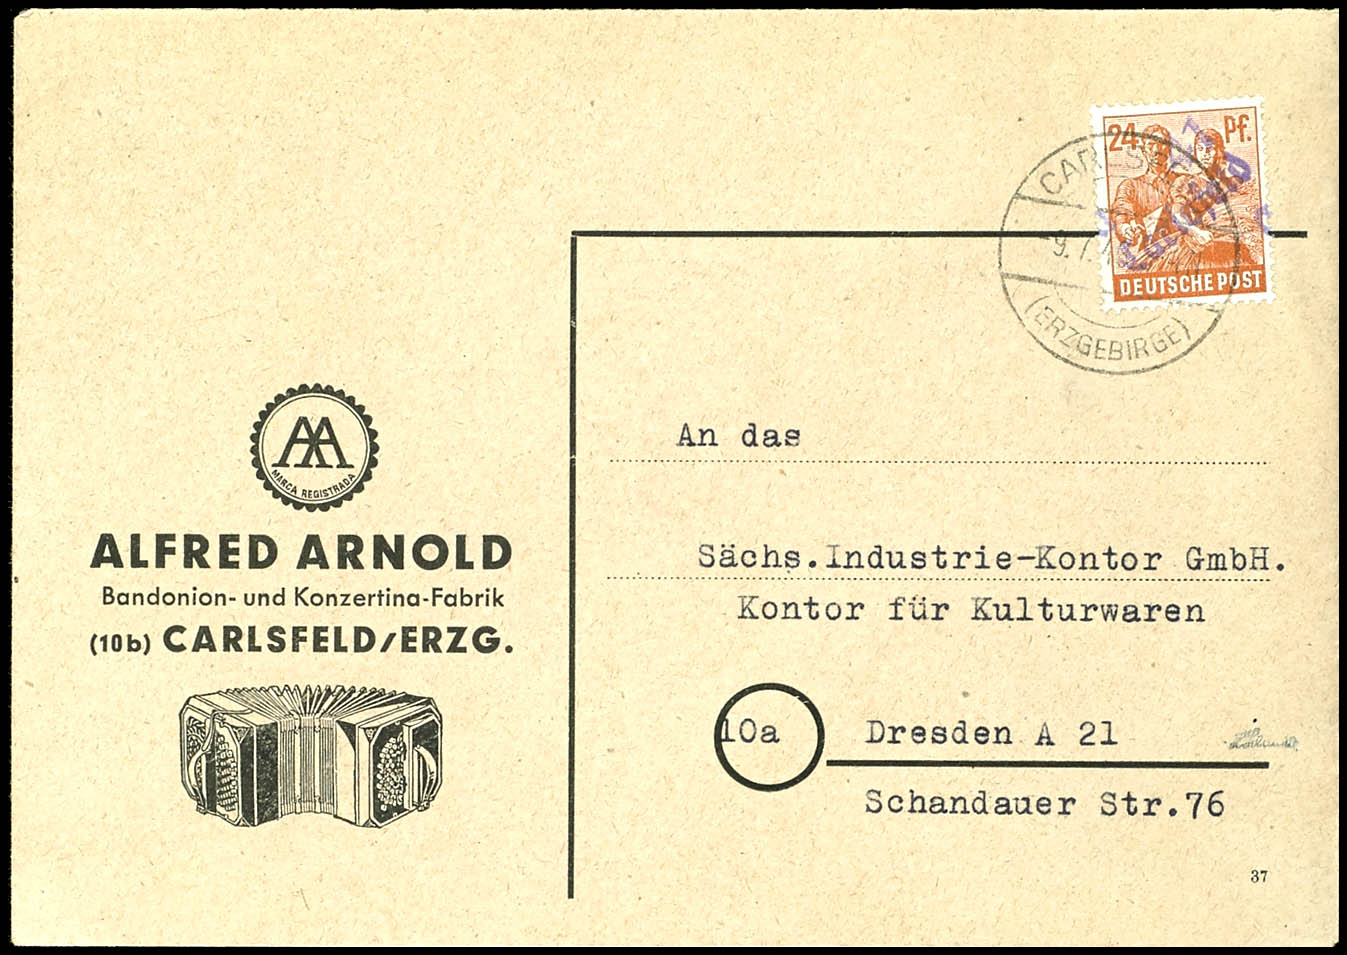 24 Pf.
DEUTSCHE POST
(ERZGEBIRGE)
AA
MARCA REGISTRADA
ALFRED ARNOLD
Bandonion- und Konzertina-Fabrik
(10b) CARLSFELD/ERZG.
An das
Sächs.Industrie-Kontor GmbH.
Kontor für Kulturwaren
10a Dresden A 21
Schandauer Str.76
37